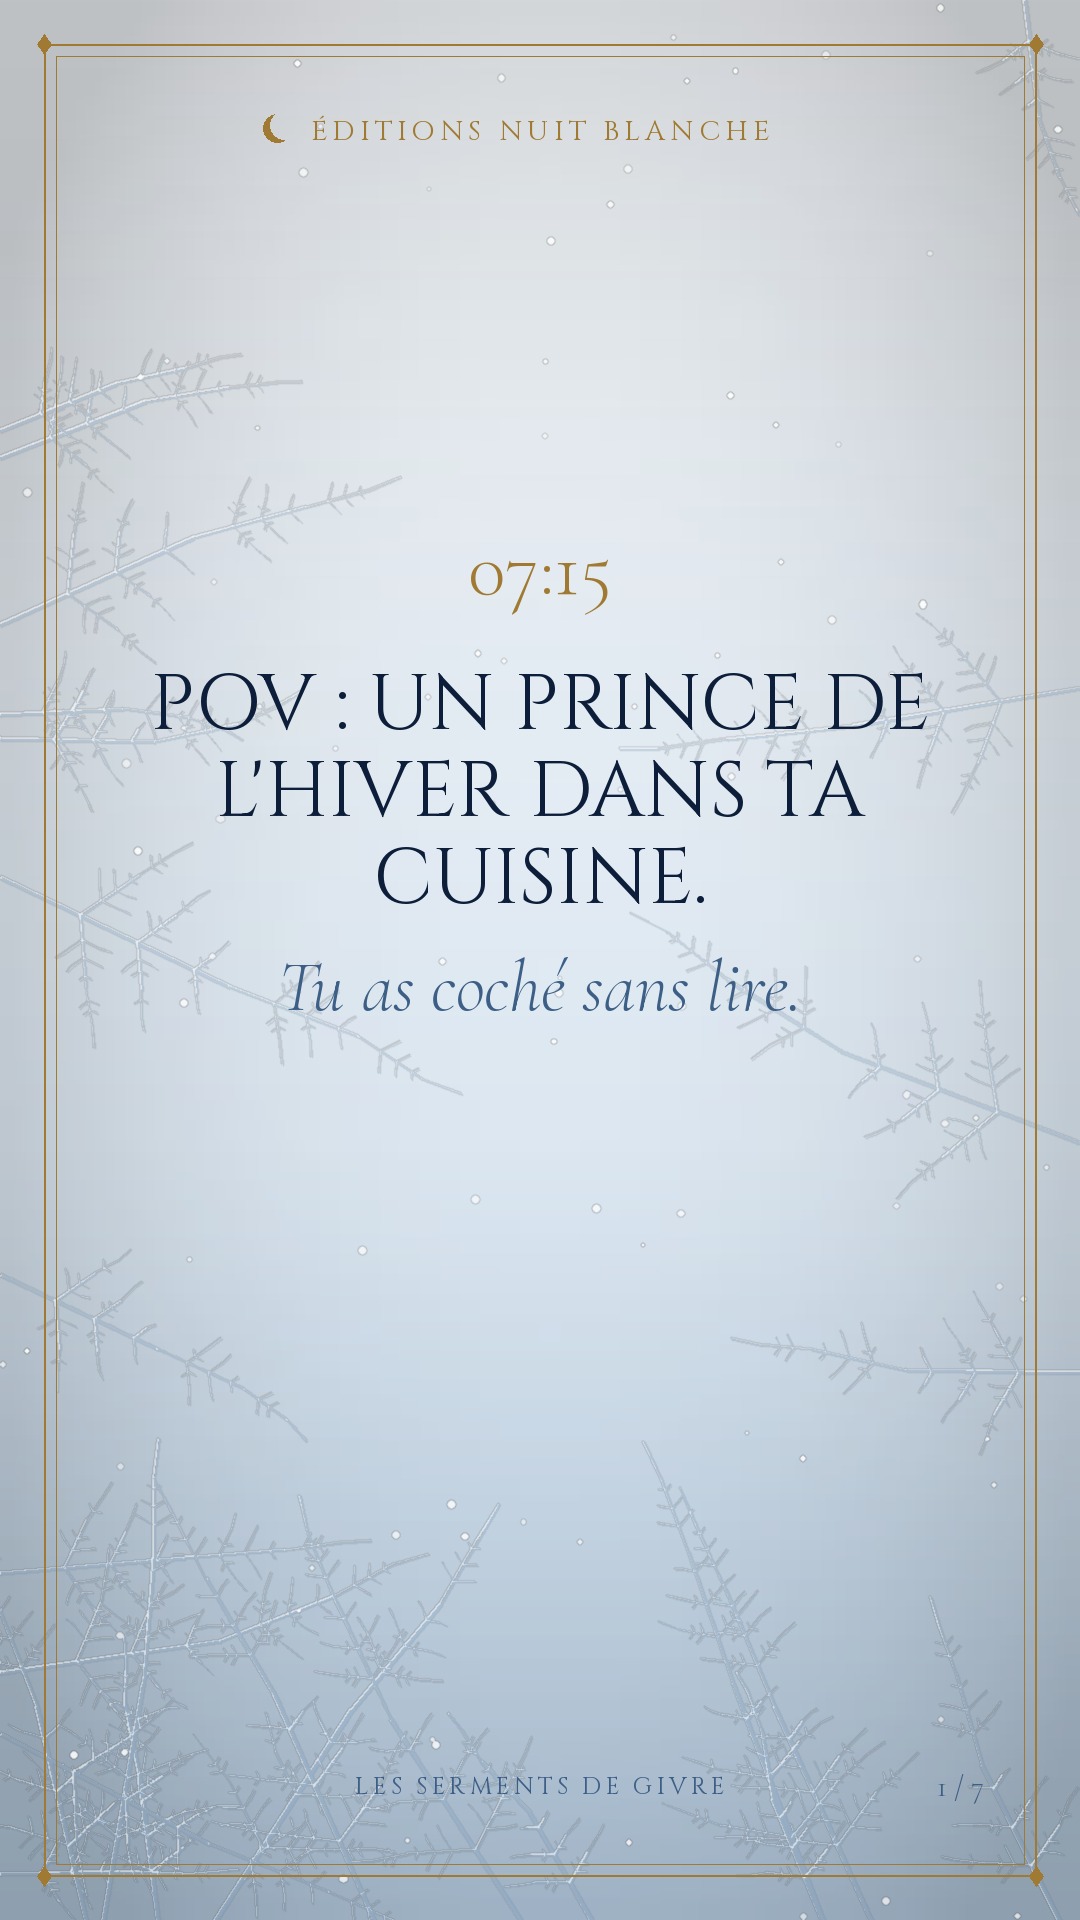 ÉDITIONS NUIT BLANCHE
07:15
POV : UN PRINCE DE
L'HIVER DANS TA
CUISINE.
Tu as coché sans lire.
LES SERMENTS DE GIVRE
1/7